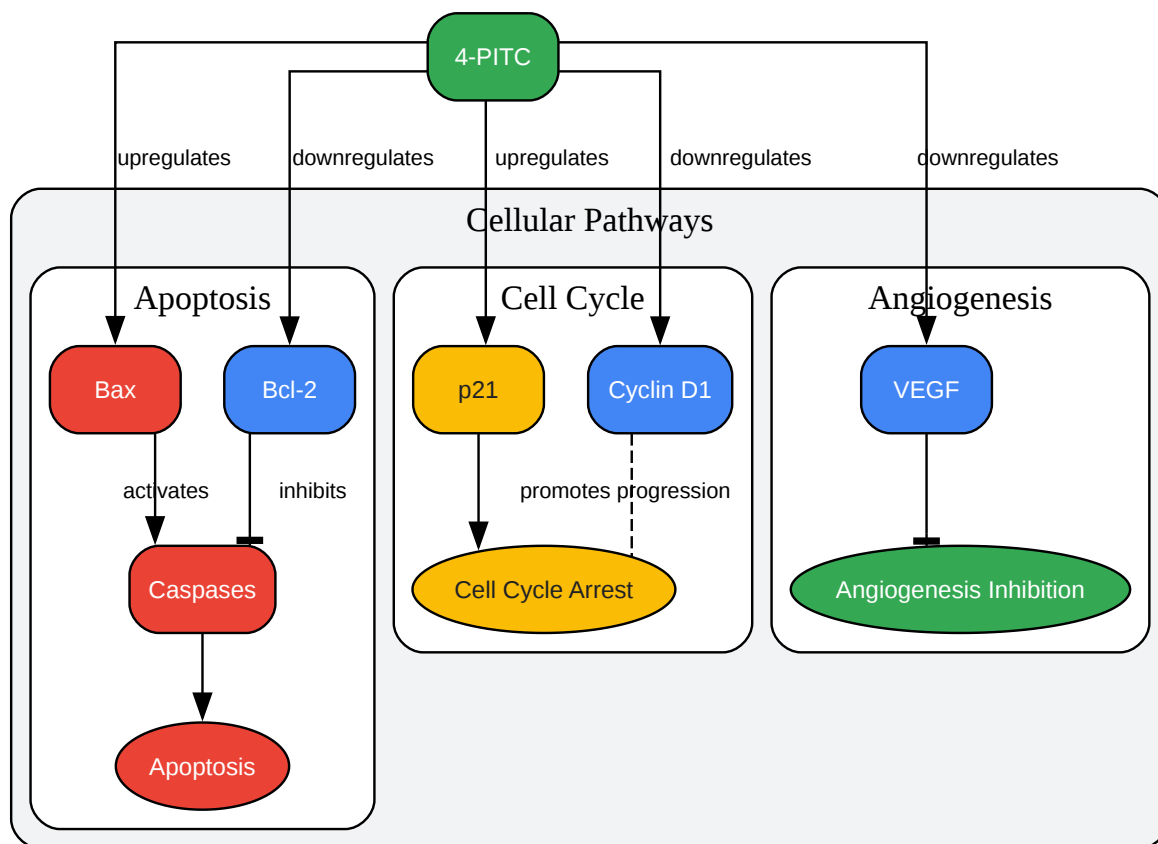 4-PITC
upregulates
downregulates
upregulates
downregulates
downregulates
Cellular Pathways
Apoptosis
Cell Cycle
Angiogenesis
Bax
Bcl-2
p21
Cyclin D1
VEGF
activates
inhibits
promotes progression
Caspases
Cell Cycle Arrest
Angiogenesis Inhibition
Apoptosis